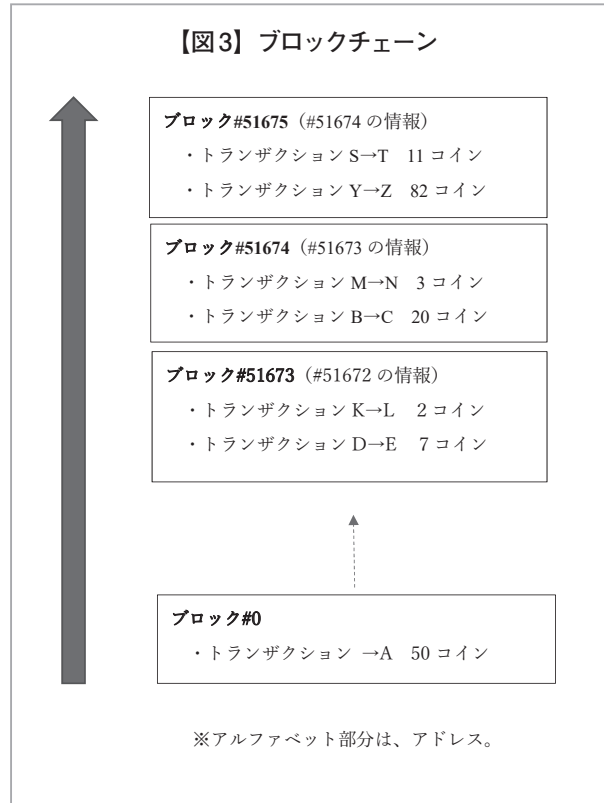 【図3】ブロックチェーン
ブロック#51675（#51674 の情報）
・トランザクション S→T 11 コイン
・トランザクション Y→Z 82 コイン
ブロック#51674（#51673 の情報）
・トランザクション M→N 3 コイン
・トランザクション B→C 20 コイン
ブロック#51673（#51672 の情報）
・トランザクション K→L 2 コイン
・トランザクション D→E 7 コイン
ブロック#0
・トランザクション →A 50 コイン
※アルファベット部分は、アドレス。